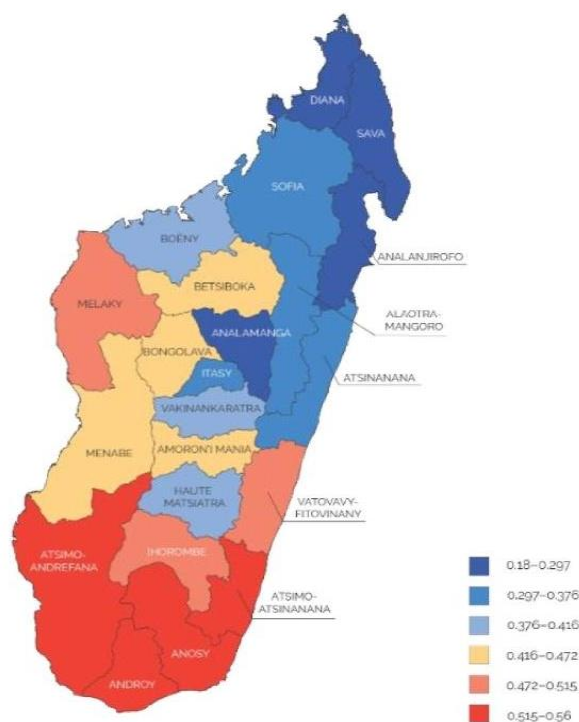 DIANA
SAVA
SOFIA
BOËNY
ANALANJIROFO
BETSIBOKA
MELAKY
ALAOTRA-
MANGORO
ANALAMANGA
BONGOLAVA
ITASY
ATSINANANA
VAKINANKARATRA
AMORON'I MANIA
MENABE
HAUTE
MATSIATRA
VATOVAVY-
FITOVINANY
ATSIMO-
ANDREFANA
IHOROMBE
ATSIMO-
ATSINANANA
ANOSY
ANDROY
0.18–0.297
0.297–0.376
0.376–0.416
0.416–0.472
0.472–0.515
0.515–0.56